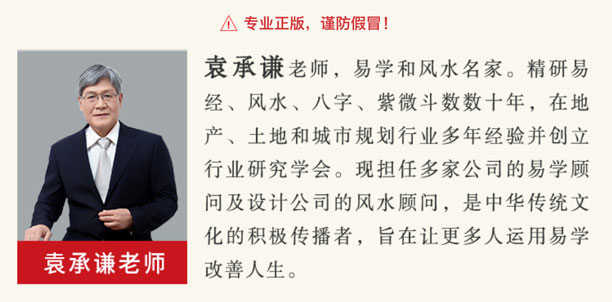 专业正版，谨防假冒！
袁承谦老师，易学和风水名家。精研易
经、风水、八字、紫微斗数数十年，在地
产、土地和城市规划行业多年经验并创立
行业研究学会。现担任多家公司的易学顾
问及设计公司的风水顾问，是中华传统文
化的积极传播者，旨在让更多人运用易学
改善人生。
袁承谦老师